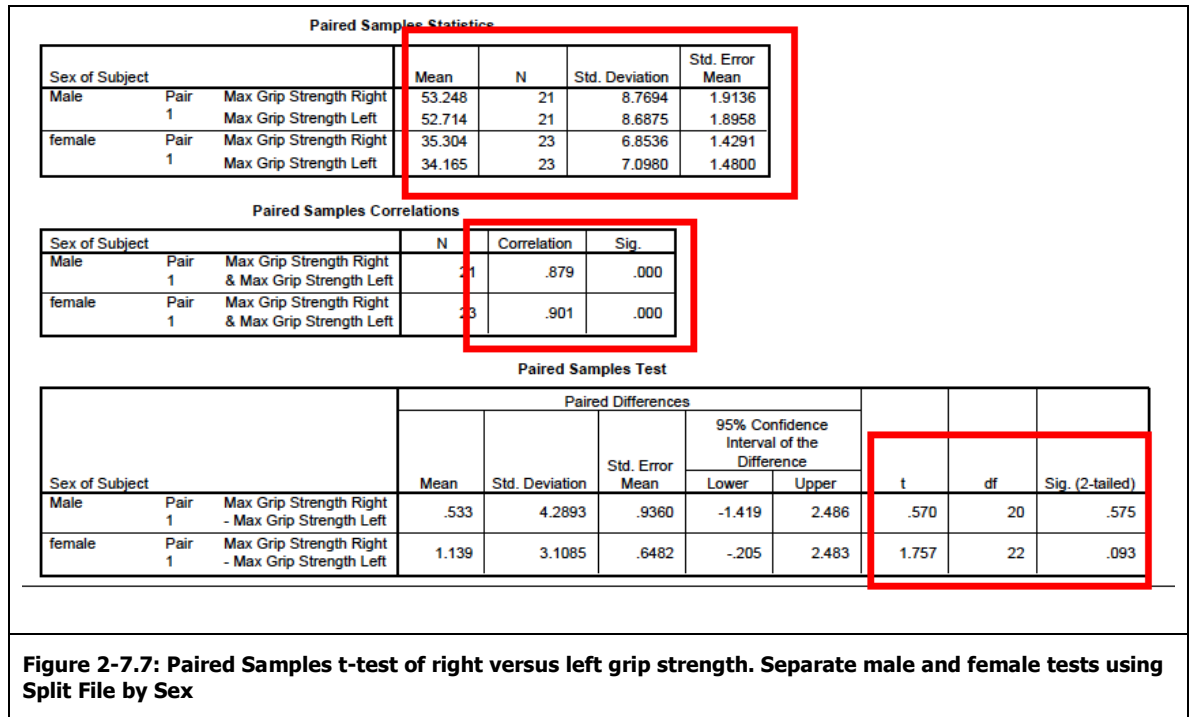 Paired Samples Statistics
Sex of Subject Mean N Std. Deviation Std. Error Mean
Male Pair 1 Max Grip Strength Right 53.248 21 8.7694 1.9136
Max Grip Strength Left 52.714 21 8.6875 1.8958
female Pair 1 Max Grip Strength Right 35.304 23 6.8536 1.4291
Max Grip Strength Left 34.165 23 7.0980 1.4800
Paired Samples Correlations
Sex of Subject N Correlation Sig.
Male Pair 1 Max Grip Strength Right & Max Grip Strength Left 21 .879 .000
female Pair 1 Max Grip Strength Right & Max Grip Strength Left 23 .901 .000
Paired Samples Test
Paired Differences
95% Confidence Interval of the Difference
Sex of Subject Mean Std. Deviation Std. Error Mean Lower Upper t df Sig. (2-tailed)
Male Pair 1 Max Grip Strength Right - Max Grip Strength Left .533 4.2893 .9360 -1.419 2.486 .570 20 .575
female Pair 1 Max Grip Strength Right - Max Grip Strength Left 1.139 3.1085 .6482 -.205 2.483 1.757 22 .093
Figure 2-7.7: Paired Samples t-test of right versus left grip strength. Separate male and female tests using
Split File by Sex